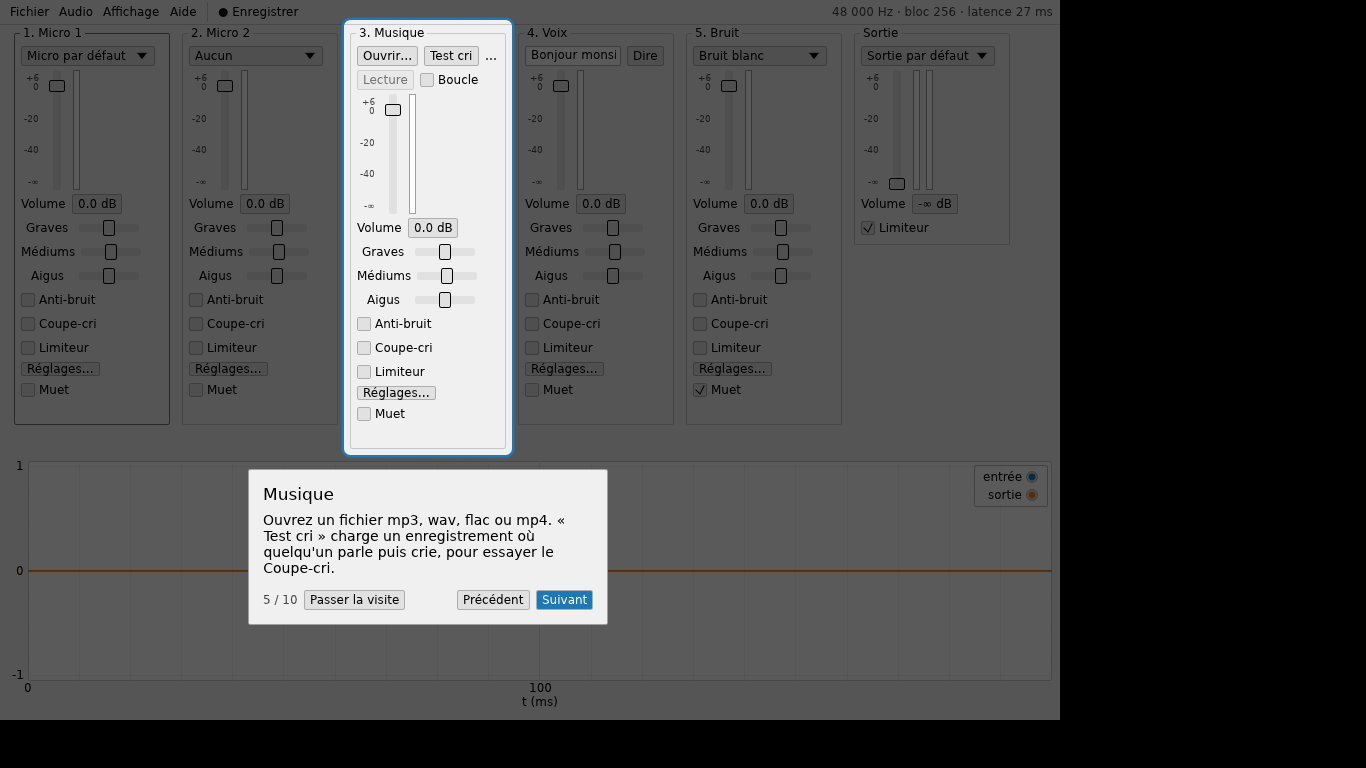 Fichier Audio Affichage Aide ● Enregistrer 48 000 Hz · bloc 256 · latence 27 ms
1. Micro 1
Micro par défaut
+6
0
-20
-40
-∞
Volume 0.0 dB
Graves
Médiums
Aigus
Anti-bruit
Coupe-cri
Limiteur
Réglages...
Muet
2. Micro 2
Aucun
+6
0
-20
-40
-∞
Volume 0.0 dB
Graves
Médiums
Aigus
Anti-bruit
Coupe-cri
Limiteur
Réglages...
Muet
3. Musique
Ouvrir... Test cri ...
Lecture Boucle
+6
0
-20
-40
-∞
Volume 0.0 dB
Graves
Médiums
Aigus
Anti-bruit
Coupe-cri
Limiteur
Réglages...
Muet
4. Voix
Bonjour monsi Dire
+6
0
-20
-40
-∞
Volume 0.0 dB
Graves
Médiums
Aigus
Anti-bruit
Coupe-cri
Limiteur
Réglages...
Muet
5. Bruit
Bruit blanc
+6
0
-20
-40
-∞
Volume 0.0 dB
Graves
Médiums
Aigus
Anti-bruit
Coupe-cri
Limiteur
Réglages...
Muet
Sortie
Sortie par défaut
+6
0
-20
-40
-∞
Volume -∞ dB
Limiteur
1
0
-1
0
100
t (ms)
entrée
sortie
Musique
Ouvrez un fichier mp3, wav, flac ou mp4. «
Test cri » charge un enregistrement où
quelqu'un parle puis crie, pour essayer le
Coupe-cri.
5 / 10 Passer la visite Précédent Suivant